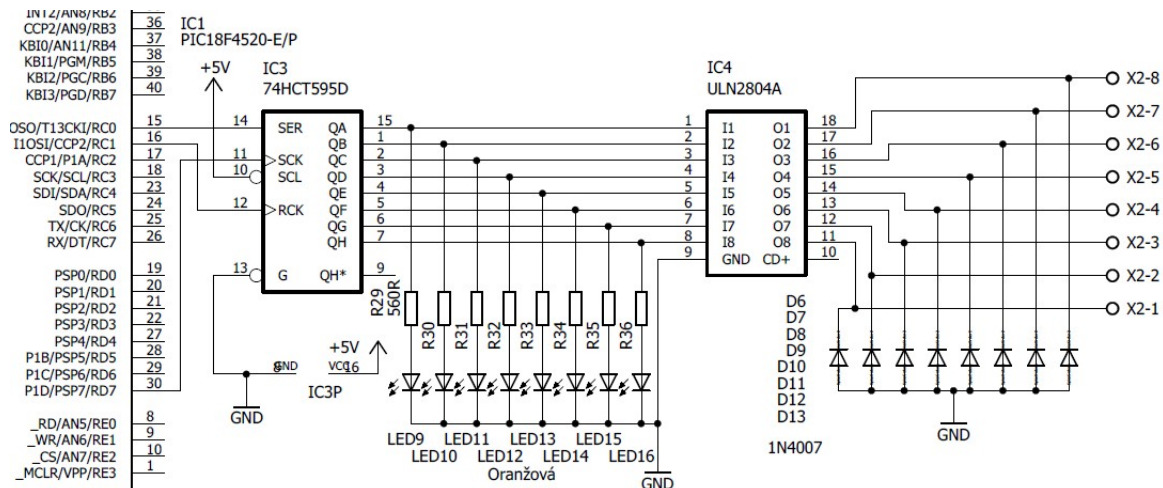 INT2/AN8/RB2
CCP2/AN9/RB3
36
KBI0/AN11/RB4
37
KBI1/PGM/RB5
38
KBI2/PGC/RB6
39
KBI3/PGD/RB7
40
IC1
PIC18F4520-E/P
+5V
OSO/T13CKI/RC0
15
I1OSI/CCP2/RC1
16
CCP1/P1A/RC2
17
SCK/SCL/RC3
18
SDI/SDA/RC4
23
SDO/RC5
24
TX/CK/RC6
25
RX/DT/RC7
26
PSP0/RD0
19
PSP1/RD1
20
PSP2/RD2
21
PSP3/RD3
22
PSP4/RD4
27
P1B/PSP5/RD5
28
P1C/PSP6/RD6
29
P1D/PSP7/RD7
30
_RD/AN5/RE0
8
_WR/AN6/RE1
9
_CS/AN7/RE2
10
_MCLR/VPP/RE3
1
IC3
74HCT595D
14
SER
QA
15
QB
1
11
SCK
QC
2
10
SCL
QD
3
QE
4
12
RCK
QF
5
QG
6
QH
7
13
G
QH*
9
8
GND
VCC
16
+5V
IC3P
GND
R29
560R
R30
R31
R32
R33
R34
R35
R36
LED9
LED11
LED13
LED15
LED10
LED12
LED14
LED16
Oranžová
GND
IC4
ULN2804A
1
I1
O1
18
2
I2
O2
17
3
I3
O3
16
4
I4
O4
15
5
I5
O5
14
6
I6
O6
13
7
I7
O7
12
8
I8
O8
11
9
GND
CD+
10
X2-8
X2-7
X2-6
X2-5
X2-4
X2-3
X2-2
X2-1
D6
D7
D8
D9
D10
D11
D12
D13
1N4007
GND